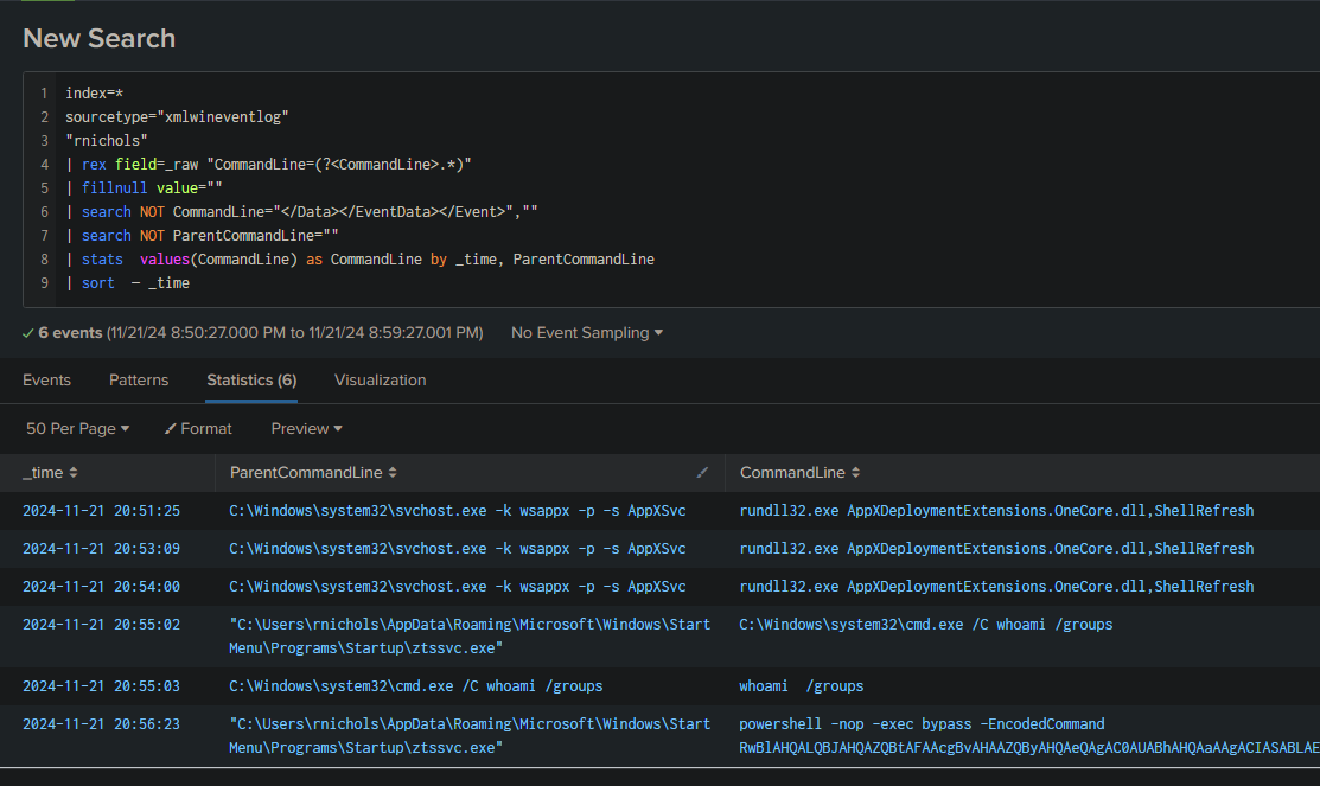 New Search
1 index=*
2 sourcetype="xmlwineventlog"
3 "rnichols"
4 | rex field=_raw "CommandLine=(?<CommandLine>.*)"
5 | fillnull value=""
6 | search NOT CommandLine="</Data></EventData></Event>",""
7 | search NOT ParentCommandLine=""
8 | stats  values(CommandLine) as CommandLine by _time, ParentCommandLine
9 | sort  - _time
6 events (11/21/24 8:50:27.000 PM to 11/21/24 8:59:27.001 PM) No Event Sampling
Events Patterns Statistics (6) Visualization
50 Per Page Format Preview
_time ParentCommandLine CommandLine
2024-11-21 20:51:25 C:\Windows\system32\svchost.exe -k wsappx -p -s AppXSvc rundll32.exe AppXDeploymentExtensions.OneCore.dll,ShellRefresh
2024-11-21 20:53:09 C:\Windows\system32\svchost.exe -k wsappx -p -s AppXSvc rundll32.exe AppXDeploymentExtensions.OneCore.dll,ShellRefresh
2024-11-21 20:54:00 C:\Windows\system32\svchost.exe -k wsappx -p -s AppXSvc rundll32.exe AppXDeploymentExtensions.OneCore.dll,ShellRefresh
2024-11-21 20:55:02 "C:\Users\rnichols\AppData\Roaming\Microsoft\Windows\Start C:\Windows\system32\cmd.exe /C whoami /groups
Menu\Programs\Startup\ztssvc.exe"
2024-11-21 20:55:03 C:\Windows\system32\cmd.exe /C whoami /groups whoami  /groups
2024-11-21 20:56:23 "C:\Users\rnichols\AppData\Roaming\Microsoft\Windows\Start powershell -nop -exec bypass -EncodedCommand
Menu\Programs\Startup\ztssvc.exe" RwBlAHQALQBJAHQAZQBtAFAAcgBvAHAAZQByAHQAeQAgAC0AUABhAHQAaAAgACIASABLAE